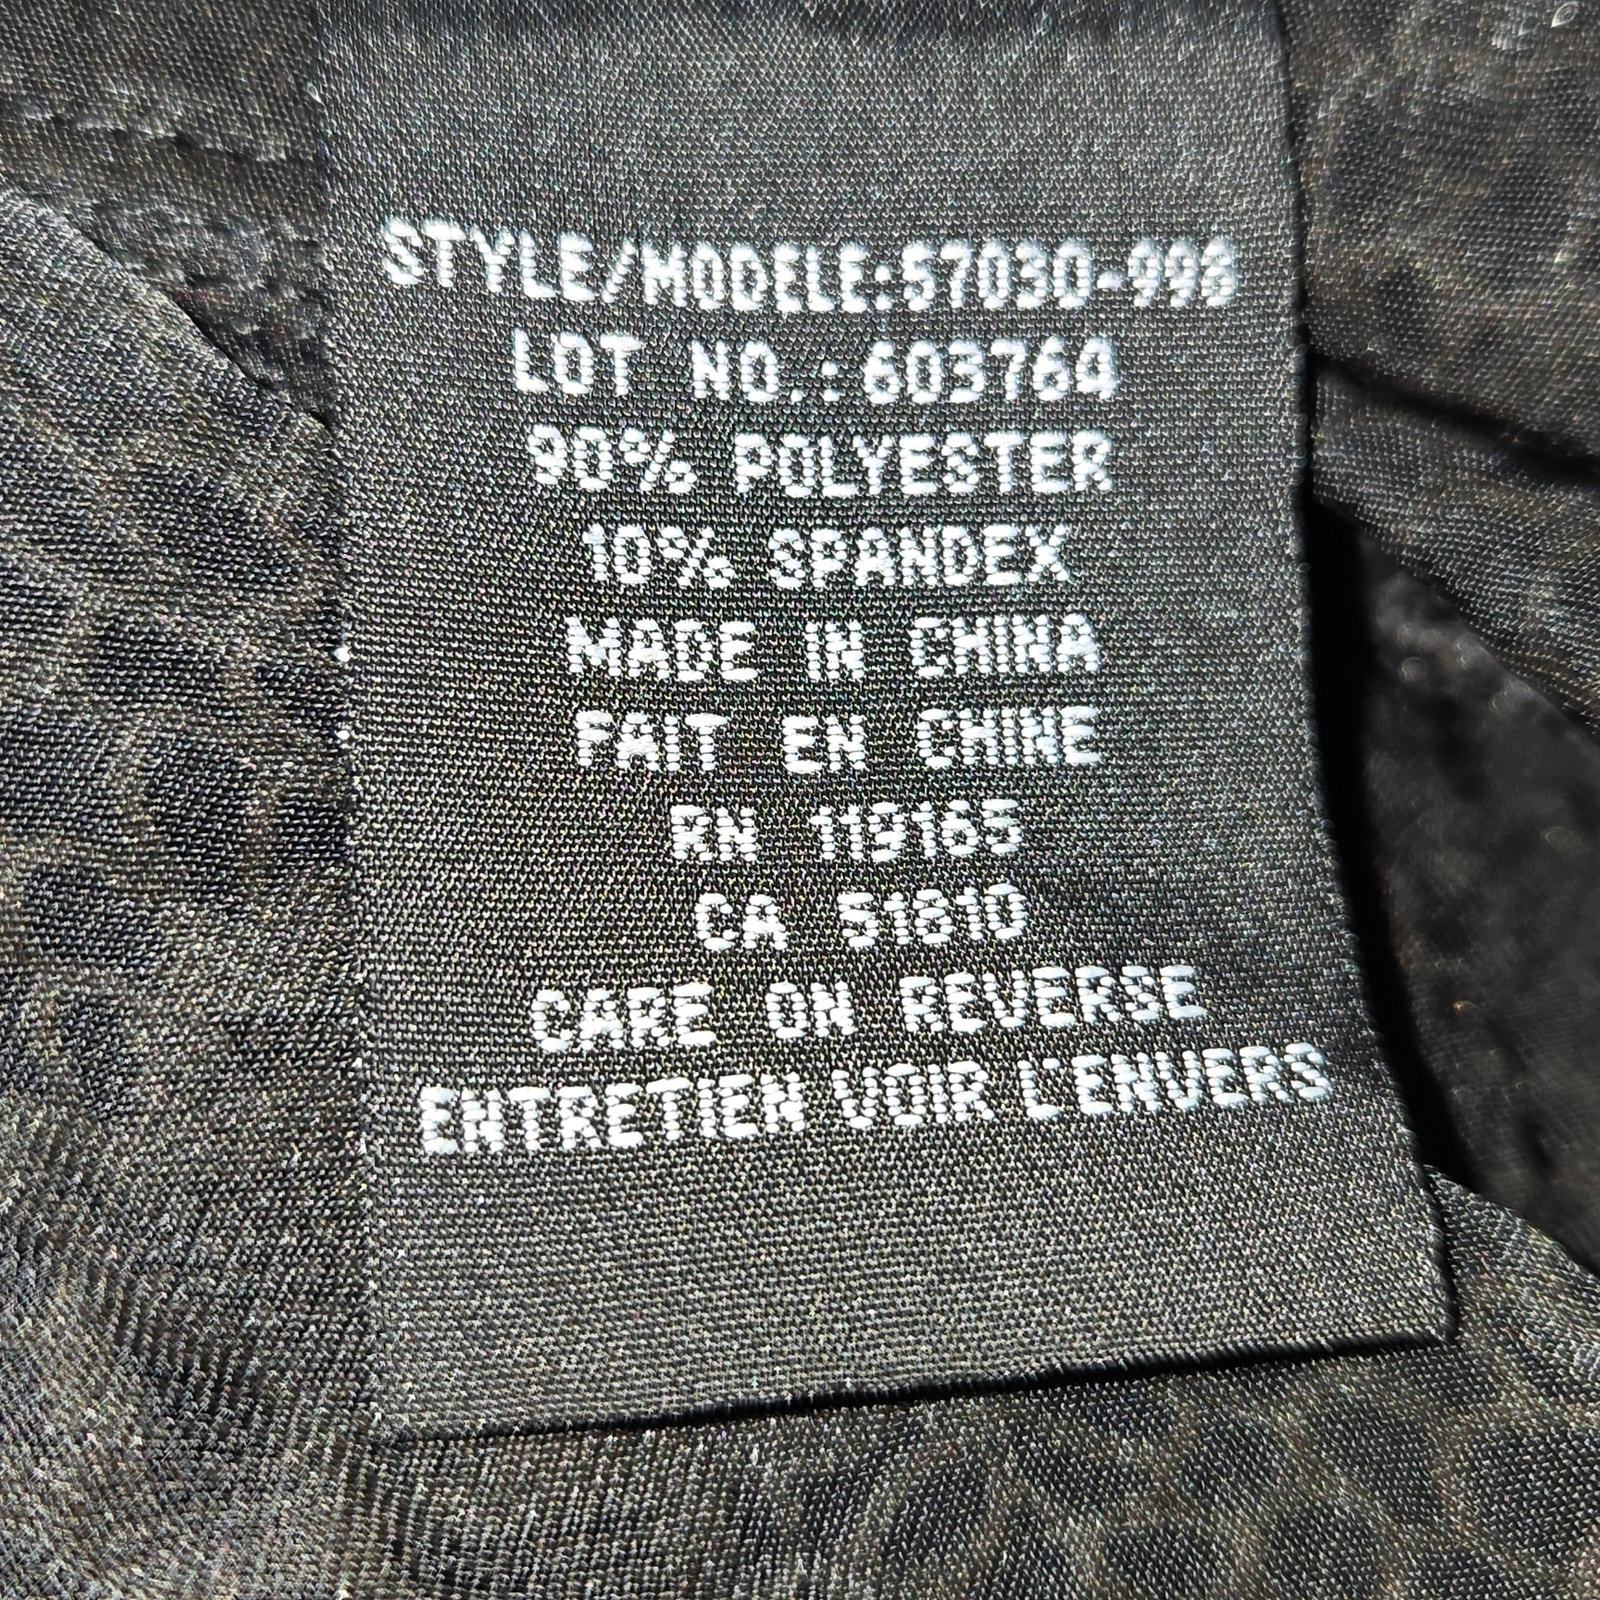 STYLE/MODELE:57030-998
LOT NO.:603764
90% POLYESTER
10% SPANDEX
MADE IN CHINA
FAIT EN CHINE
RN 119165
CA 51810
CARE ON REVERSE
ENTRETIEN VOIR L'ENVERS